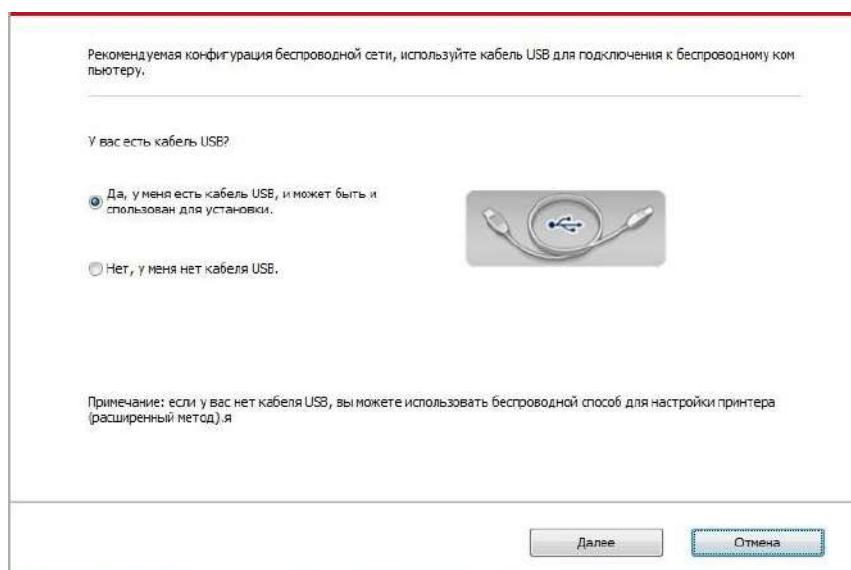 Рекомендуемая конфигурация беспроводной сети, используйте кабель USB для подключения к беспроводному ком
пьютеру.
У вас есть кабель USB?
Да, у меня есть кабель USB, и может быть и
спользован для установки.
Нет, у меня нет кабеля USB.
Примечание: если у вас нет кабеля USB, вы можете использовать беспроводной способ для настройки принтера
(расширенный метод).я
Далее
Отмена